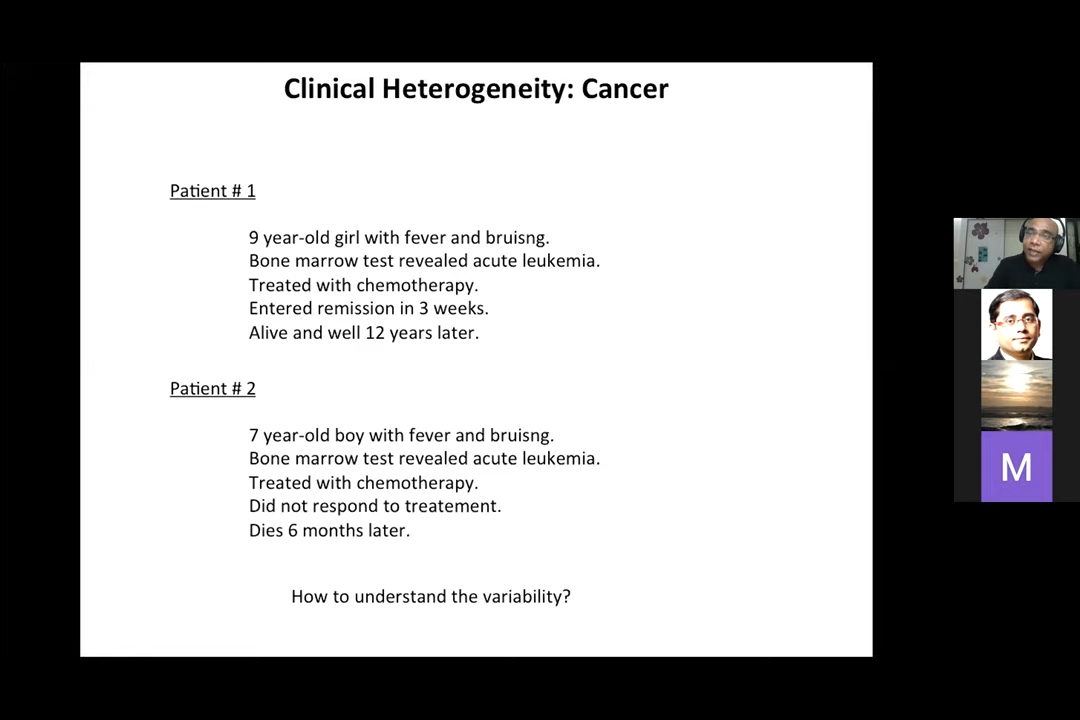 Clinical Heterogeneity: Cancer
Patient # 1
9 year-old girl with fever and bruisng.
Bone marrow test revealed acute leukemia.
Treated with chemotherapy.
Entered remission in 3 weeks.
Alive and well 12 years later.
Patient # 2
7 year-old boy with fever and bruisng.
Bone marrow test revealed acute leukemia.
Treated with chemotherapy.
Did not respond to treatement.
Dies 6 months later.
How to understand the variability?
M